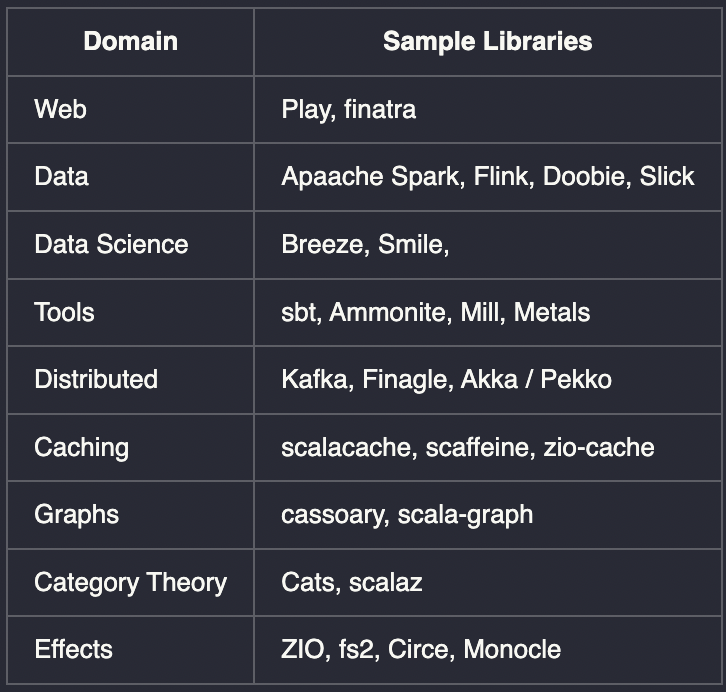 Domain Sample Libraries
Web Play, finatra
Data Apaache Spark, Flink, Doobie, Slick
Data Science Breeze, Smile,
Tools sbt, Ammonite, Mill, Metals
Distributed Kafka, Finagle, Akka / Pekko
Caching scalacache, scaffeine, zio-cache
Graphs cassoary, scala-graph
Category Theory Cats, scalaz
Effects ZIO, fs2, Circe, Monocle